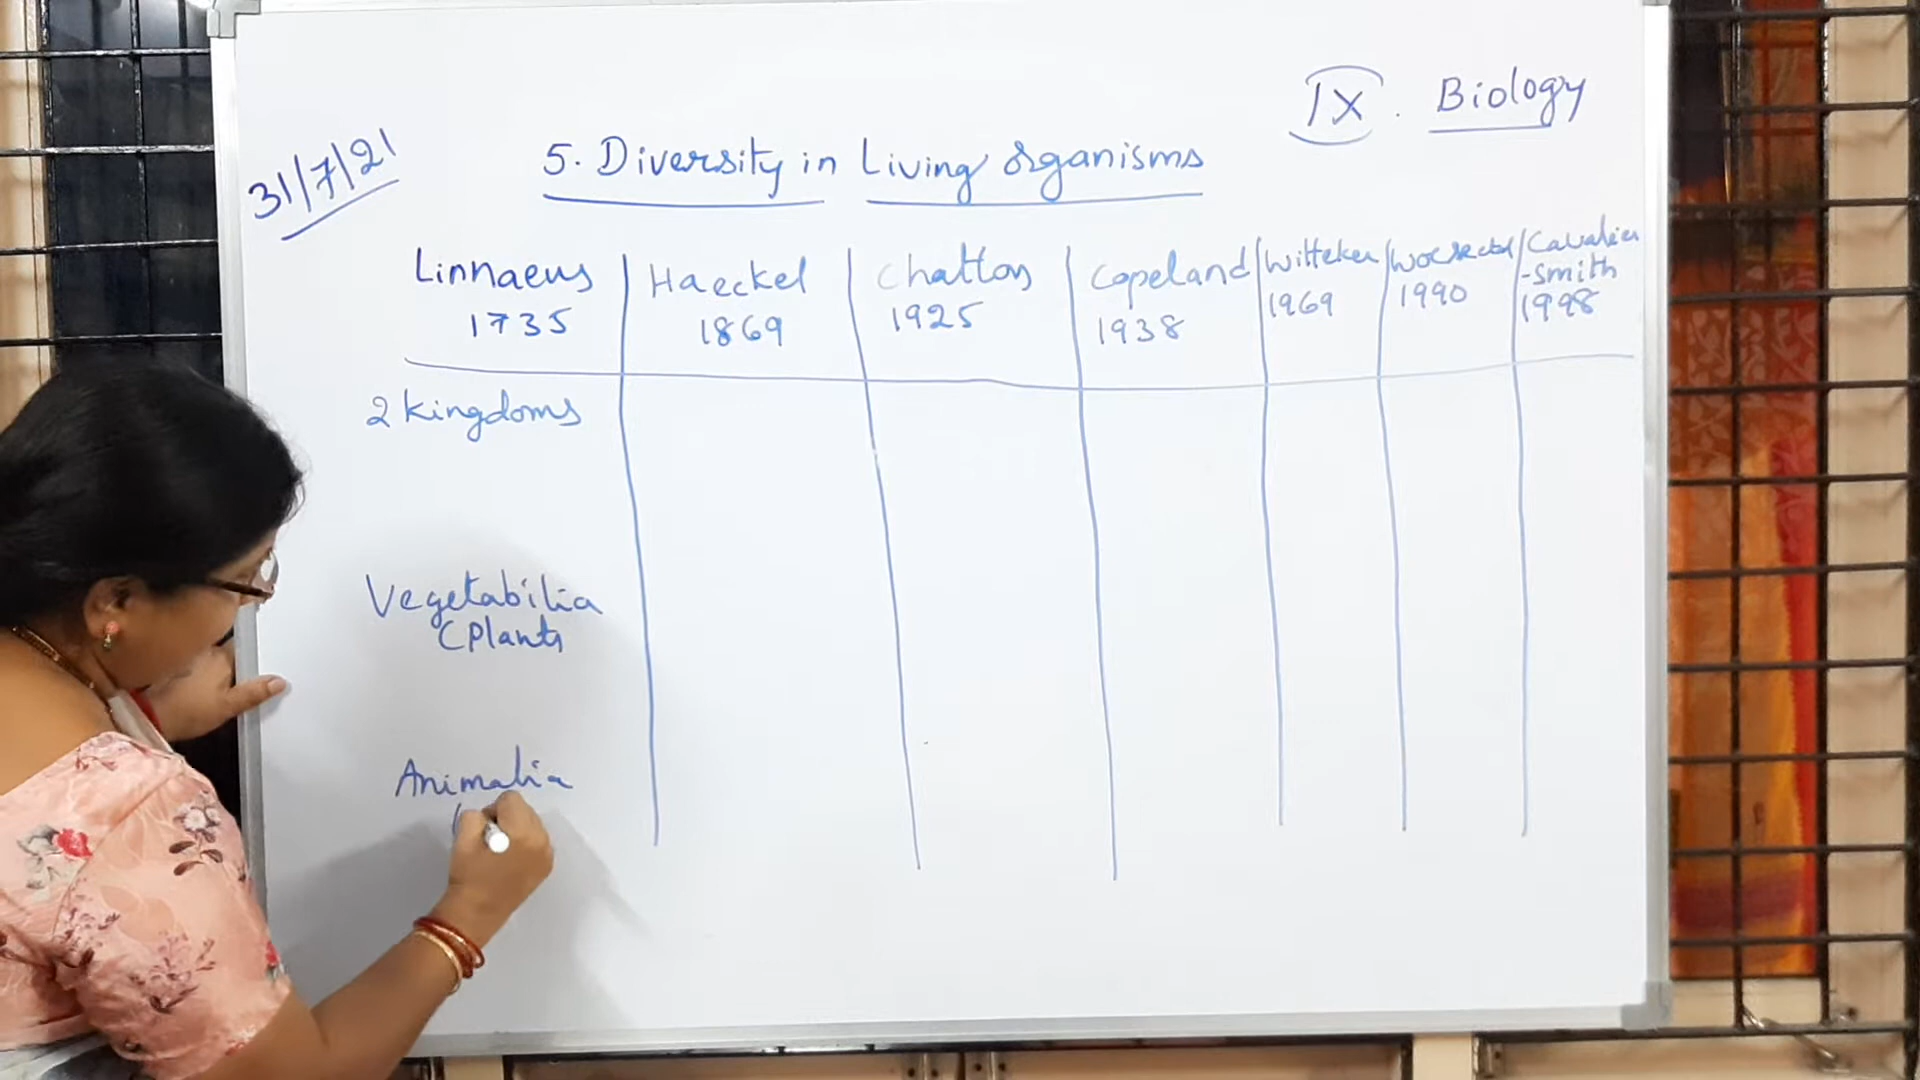 IX. Biology
31/7/21
5. Diversity in Living organisms
Linnaeus
1735
Haeckel
1869
Chatton
1925
Copeland
1938
Witteker
1969
1990
Cavalier
-Smith
1998
2 kingdoms
Vegetabilia
(Plants
Animalia
(